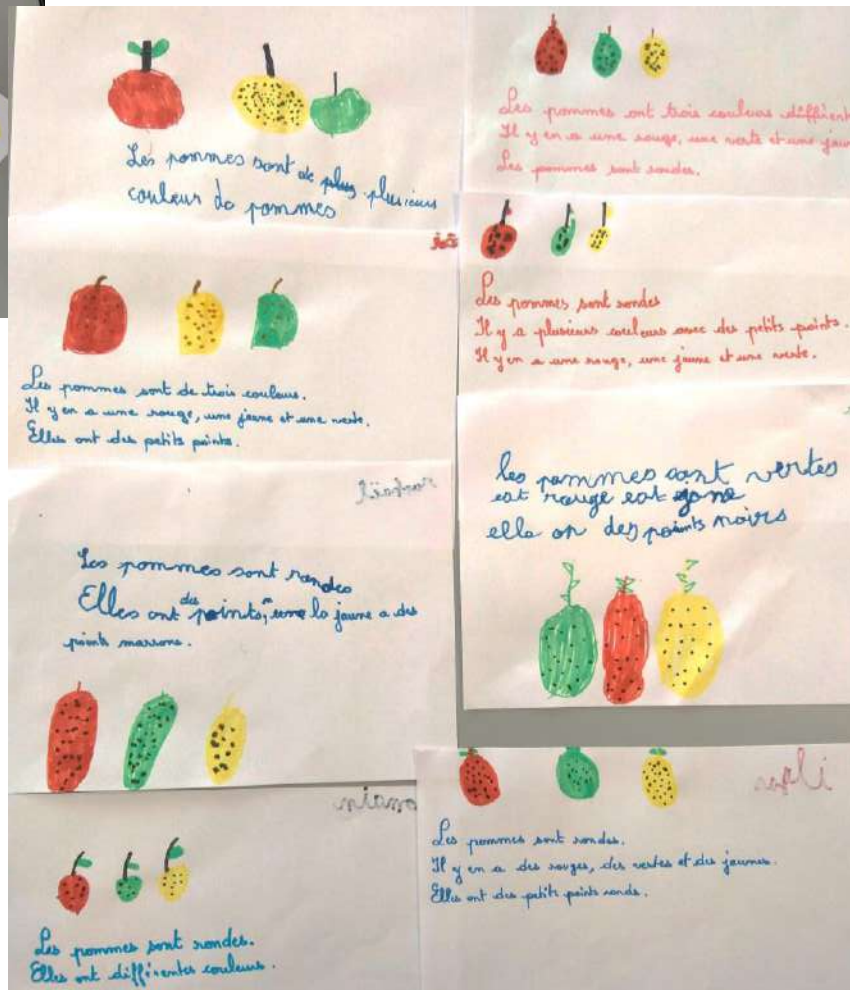 Les pommes sont de plus plusieurs
couleur de pommes
Les pommes ont trois couleurs différent
Il y en a une rouge, une verte et une jaun
Les pommes sont rondes.
Les pommes sont de trois couleurs.
Il y en a une rouge, une jaune et une verte.
Elles ont des petits points.
Les pommes sont rondes
Il y a plusieurs couleurs avec des petits points.
Il y en a une rouge, une jaune et une verte.
Les pommes sont rondes
Elles ont des points, une la jaune a des
points marrons.
les pommes sont vertes
est rouge est gone
elle on des points noirs
Les pommes sont rondes.
Elles ont différentes couleurs.
Les pommes sont rondes.
Il y en a des rouges, des vertes et des jaunes.
Elles ont des petits points ronds.